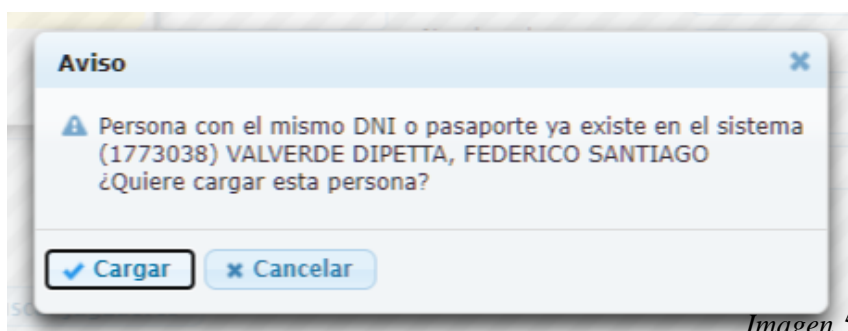 Aviso
Persona con el mismo DNI o pasaporte ya existe en el sistema
(1773038) VALVERDE DIPETTA, FEDERICO SANTIAGO
¿Quiere cargar esta persona?
Cargar
Cancelar
Imagen